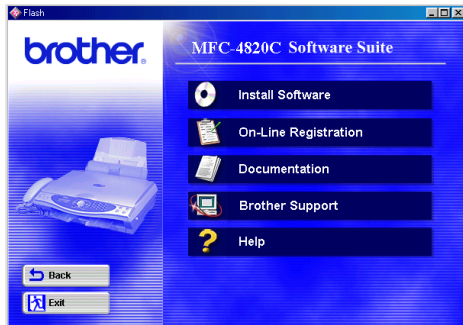 Flash
brother.
MFC-4820C Software Suite
Install Software
On-Line Registration
Documentation
Brother Support
Help
Back
Exit